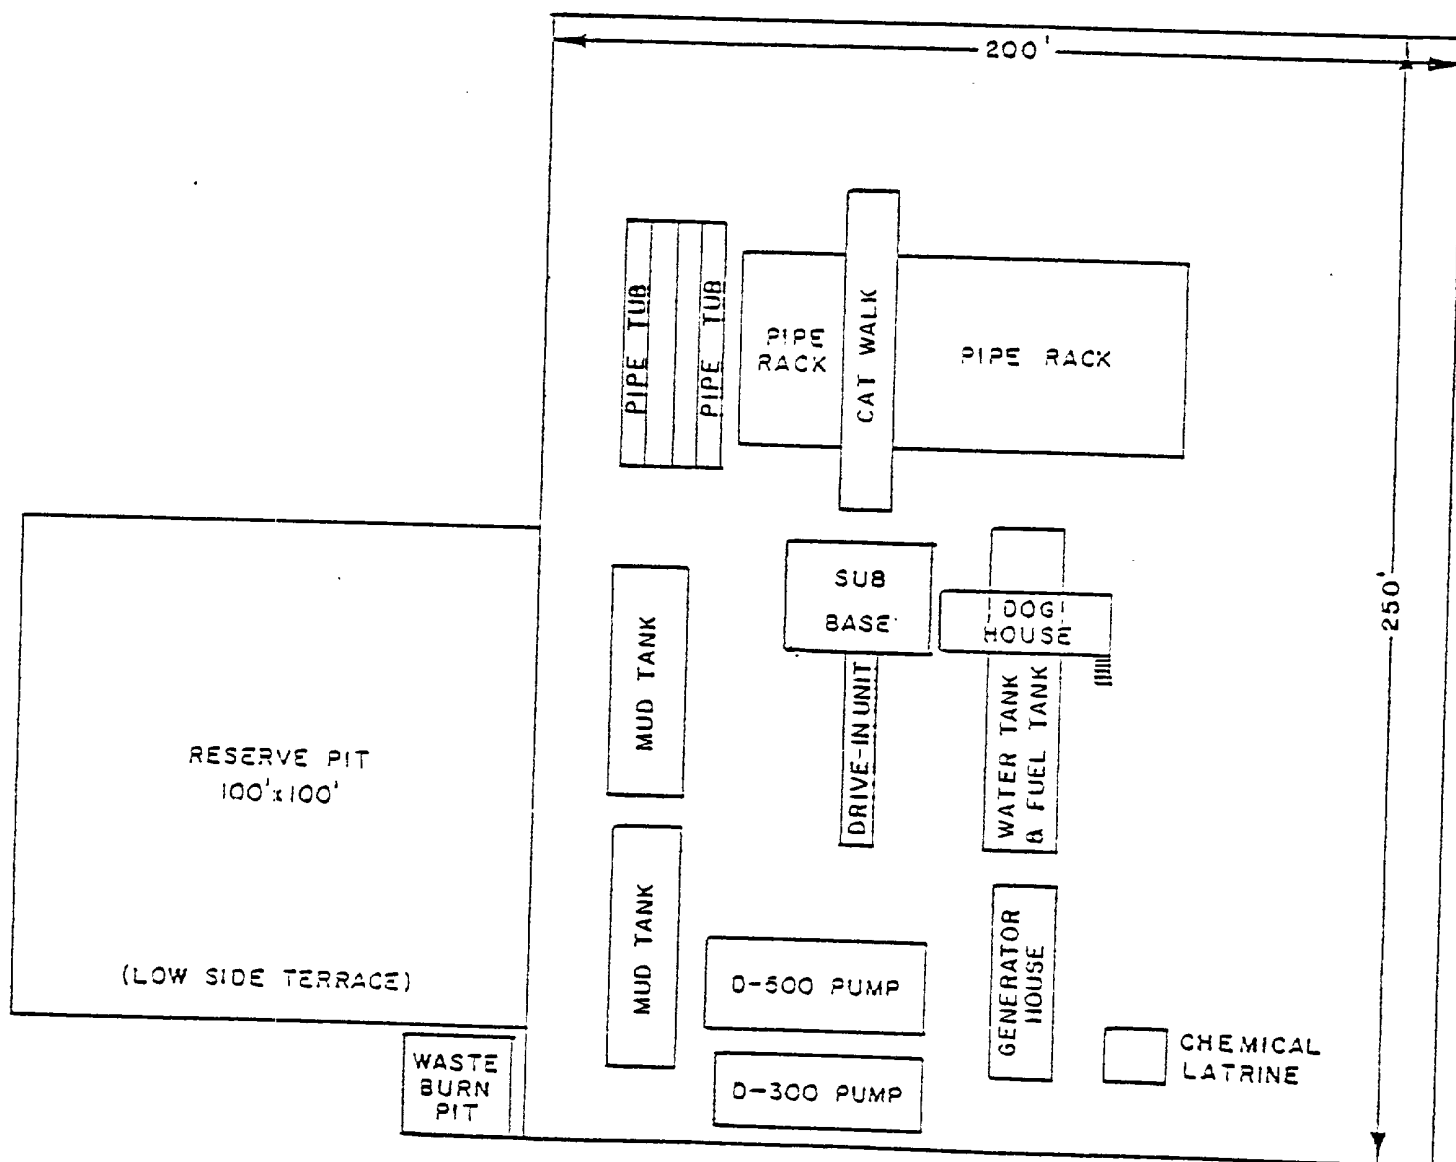 200'
PIPE TUB
PIPE TUB
PIPE
RACK
CAT WALK
PIPE RACK
250'
SUB
BASE
DOG
HOUSE
MUD TANK
DRIVE-IN UNIT
WATER TANK
& FUEL TANK
RESERVE PIT
100'x100'
(LOW SIDE TERRACE)
MUD TANK
D-500 PUMP
GENERATOR
HOUSE
WASTE
BURN
PIT
D-300 PUMP
CHEMICAL
LATRINE